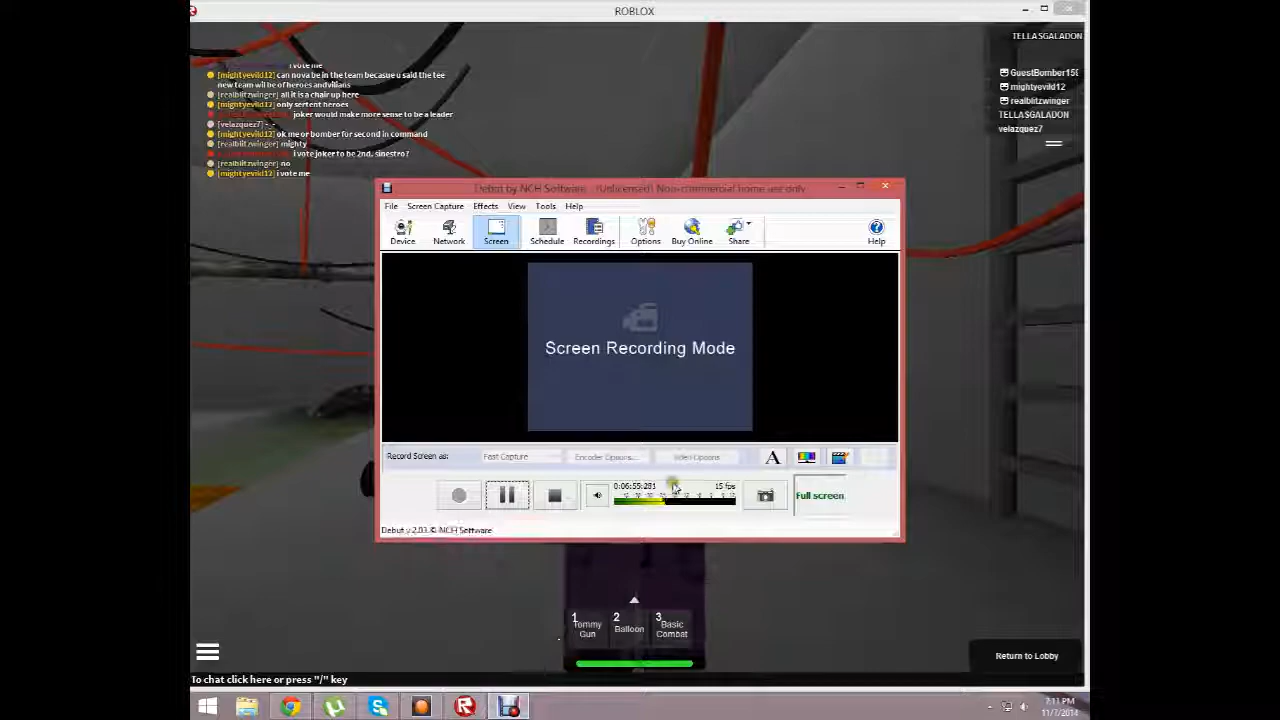 ROBLOX
TELLASGALADON
i vote me
[mightyevild12] can nova be in the team becasue u said the tee
new team wil be of heroes andvilians
[realblitzwinger] all it is a chair up here
[mightyevild12] only sertent heroes
joker would make more sense to be a leader
[velazquez7] -_-
[mightyevild12] ok me or bomber for second in command
[realblitzwinger] mighty
i vote joker to be 2nd, sinestro?
[realblitzwinger] no
[mightyevild12] i vote me
GuestBomber159
mightyevild12
realblitzwinger
TELLASGALADON
velazquez7
Debut by NCH Software - (Unlicensed) Non-commercial home use only
File Screen Capture Effects View Tools Help
Device Network Screen Schedule Recordings Options Buy Online Share Help
Screen Recording Mode
Record Screen as: Fast Capture Encoder Options... Video Options A
0:06:55:281 15 fps
Full screen
Debut v 2.03 © NCH Software
1 Tommy Gun
2 Balloon
3 Basic Combat
Return to Lobby
To chat click here or press "/" key
7:11 PM
11/7/2014